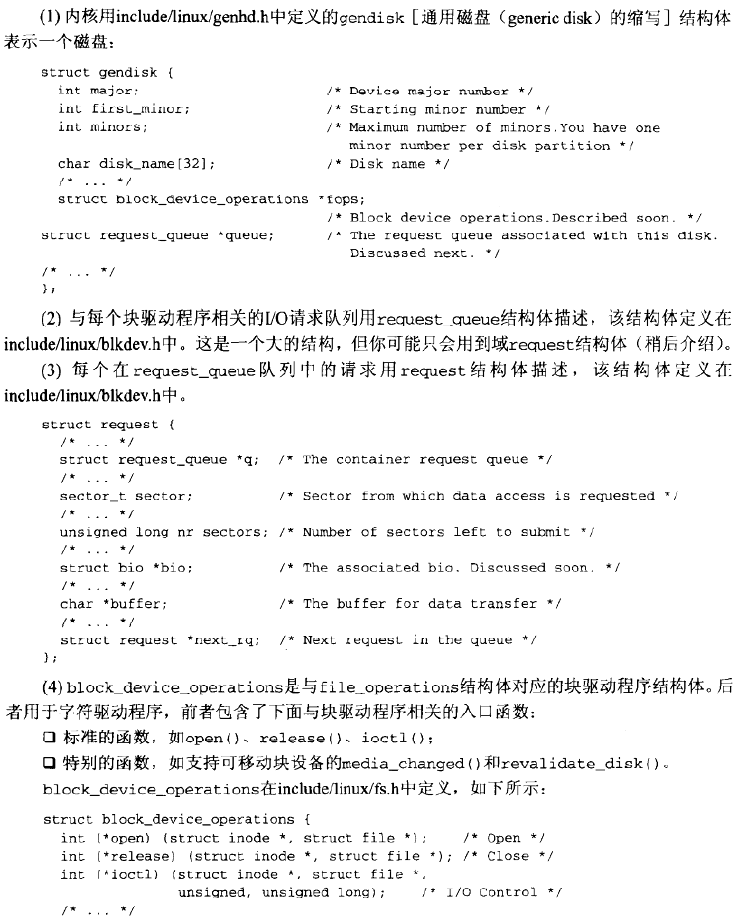 (1) 内核用include/linux/genhd.h中定义的gendisk［通用磁盘（generic disk）的缩写］结构体
表示一个磁盘：
struct gendisk {
int major; /* Device major number */
int first_minor; /* Starting minor number */
int minors; /* Maximum number of minors.You have one
minor number per disk partition */
char disk_name[32]; /* Disk name */
/* ... */
struct block_device_operations *fops;
/* Block device operations.Described soon. */
struct request_queue *queue; /* The request queue associated with this disk.
Discussed next. */
/* ... */
};
(2) 与每个块驱动程序相关的I/O请求队列用request_queue结构体描述，该结构体定义在
include/linux/blkdev.h中。这是一个大的结构，但你可能只会用到域request结构体（稍后介绍）。
(3) 每个在request_queue队列中的请求用request结构体描述，该结构体定义在
include/linux/blkdev.h中。
struct request {
/* ... */
struct request_queue *q; /* The container request queue */
/* ... */
sector_t sector; /* Sector from which data access is requested */
/* ... */
unsigned long nr_sectors; /* Number of sectors left to submit */
/* ... */
struct bio *bio; /* The associated bio. Discussed soon. */
/* ... */
char *buffer; /* The buffer for data transfer */
/* ... */
struct request *next_rq; /* Next request in the queue */
};
(4) block_device_operations是与file_operations结构体对应的块驱动程序结构体。后
者用于字符驱动程序，前者包含了下面与块驱动程序相关的入口函数：
❑ 标准的函数，如open()、release()、ioctl()；
❑ 特别的函数，如支持可移动块设备的media_changed()和revalidate_disk()。
block_device_operations在include/linux/fs.h中定义，如下所示：
struct block_device_operations {
int (*open) (struct inode *, struct file *); /* Open */
int (*release) (struct inode *, struct file *); /* Close */
int (*ioctl) (struct inode *, struct file *,
unsigned, unsigned long); /* I/O Control */
/* ... */